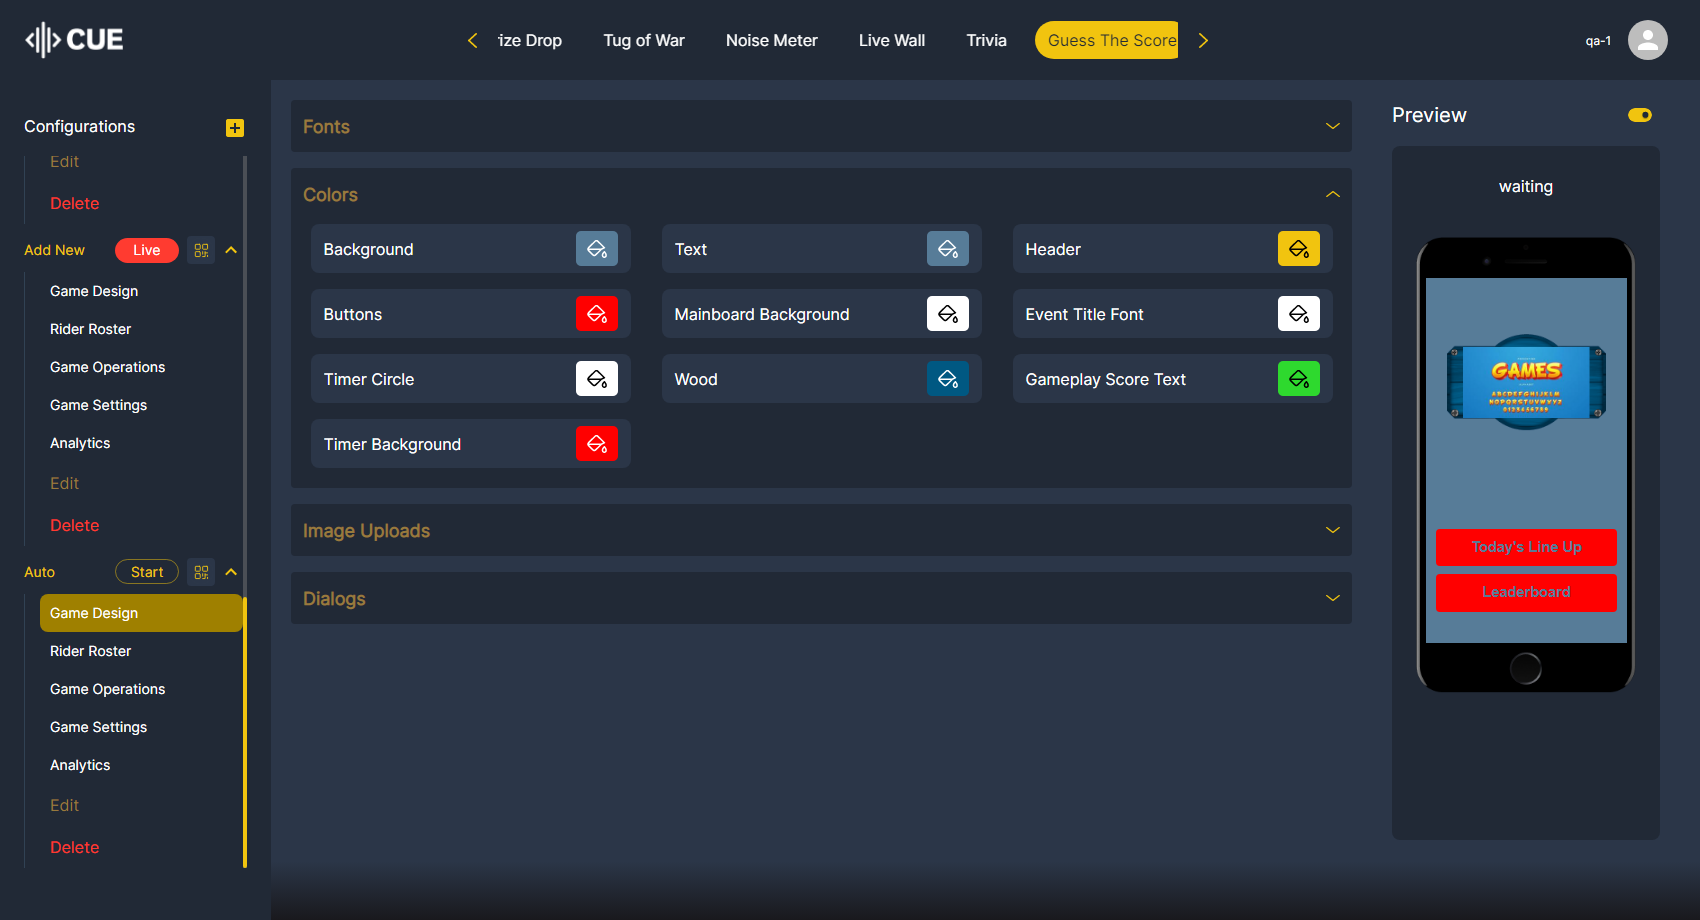 CUE
ize Drop
Tug of War
Noise Meter
Live Wall
Trivia
Guess The Score
qa-1
Configurations
Edit
Delete
Add New
Live
Game Design
Rider Roster
Game Operations
Game Settings
Analytics
Edit
Delete
Auto
Start
Game Design
Rider Roster
Game Operations
Game Settings
Analytics
Edit
Delete
Fonts
Colors
Background
Text
Header
Buttons
Mainboard Background
Event Title Font
Timer Circle
Wood
Gameplay Score Text
Timer Background
Image Uploads
Dialogs
Preview
waiting
GAMES
ABCDEFGHIJKLM
NOPQRSTUVWXYZ
0123456789
Today's Line Up
Leaderboard